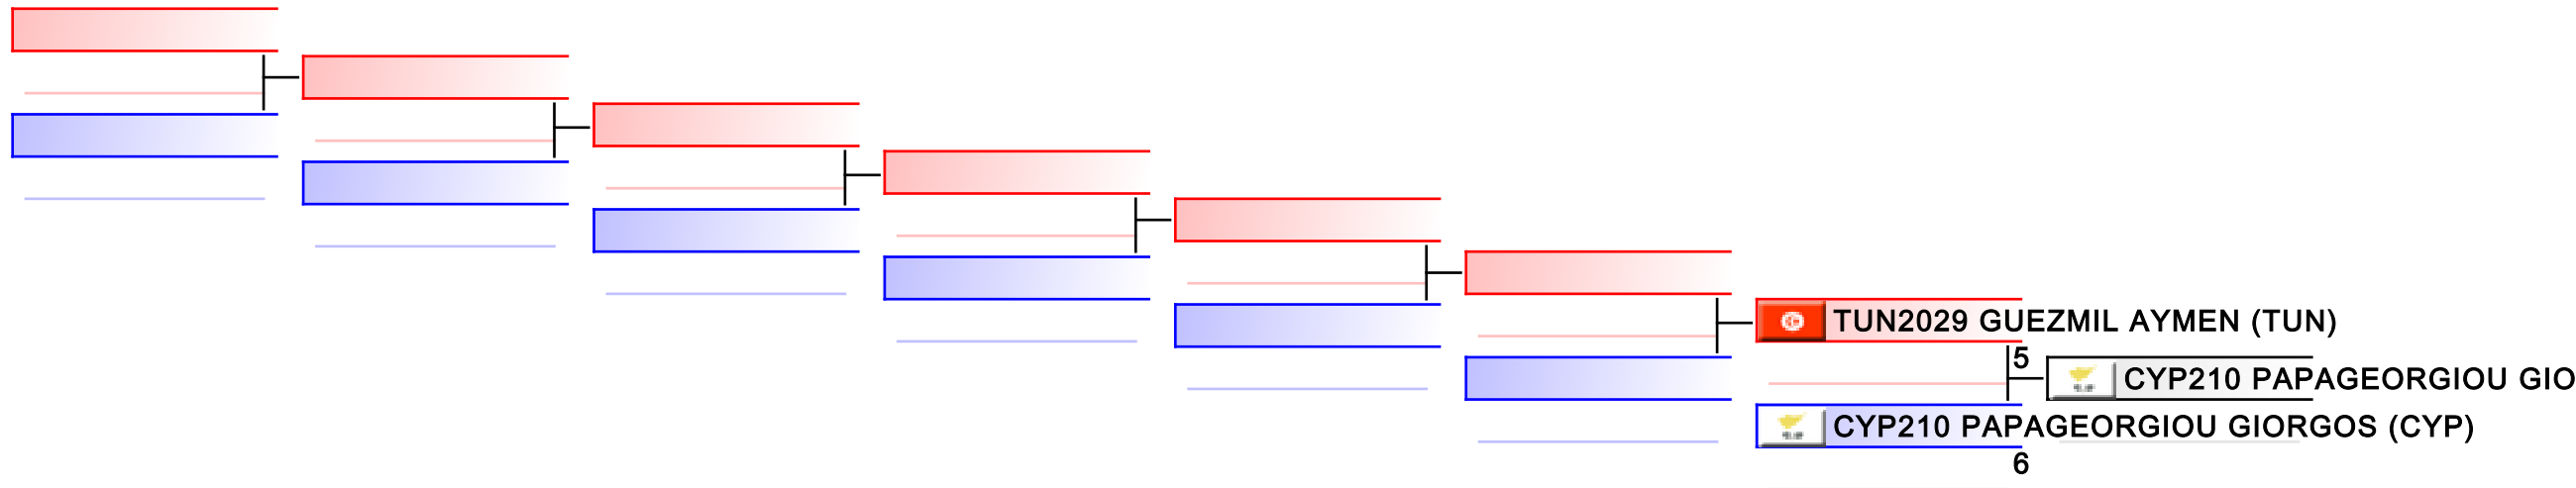 TUN2029 GUEZMIL AYMEN (TUN)
5
CYP210 PAPAGEORGIOU GIO
CYP210 PAPAGEORGIOU GIORGOS (CYP)
6